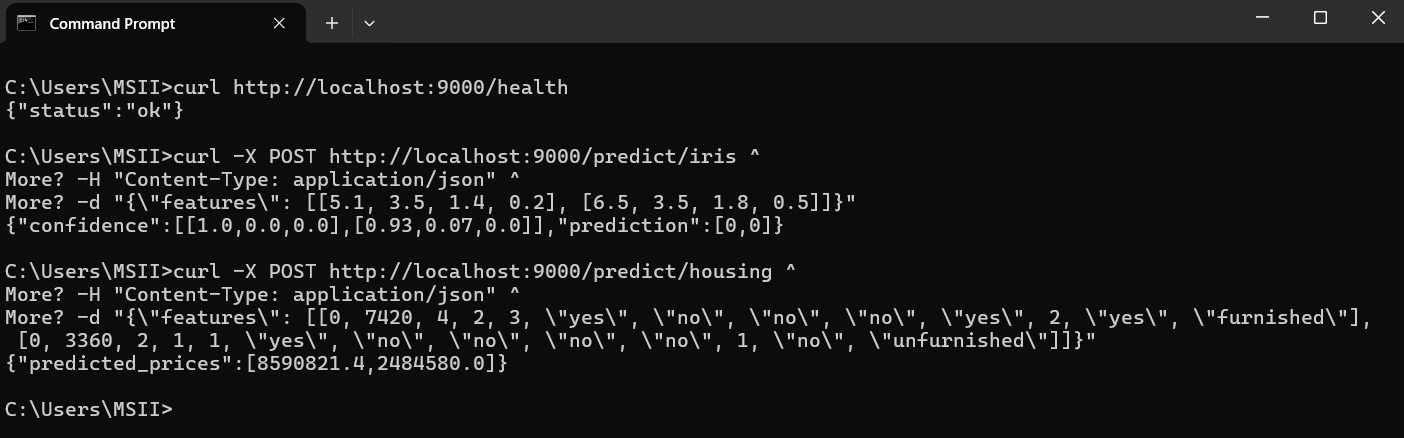 Command Prompt
C:\Users\MSII>curl http://localhost:9000/health
{"status":"ok"}
C:\Users\MSII>curl -X POST http://localhost:9000/predict/iris ^
More? -H "Content-Type: application/json" ^
More? -d "{\"features\": [[5.1, 3.5, 1.4, 0.2], [6.5, 3.5, 1.8, 0.5]]}"
{"confidence":[[1.0,0.0,0.0],[0.93,0.07,0.0]],"prediction":[0,0]}
C:\Users\MSII>curl -X POST http://localhost:9000/predict/housing ^
More? -H "Content-Type: application/json" ^
More? -d "{\"features\": [[0, 7420, 4, 2, 3, \"yes\", \"no\", \"no\", \"no\", \"yes\", 2, \"yes\", \"furnished\"],
[0, 3360, 2, 1, 1, \"yes\", \"no\", \"no\", \"no\", \"no\", 1, \"no\", \"unfurnished\"]]}"
{"predicted_prices":[8590821.4,2484580.0]}
C:\Users\MSII>